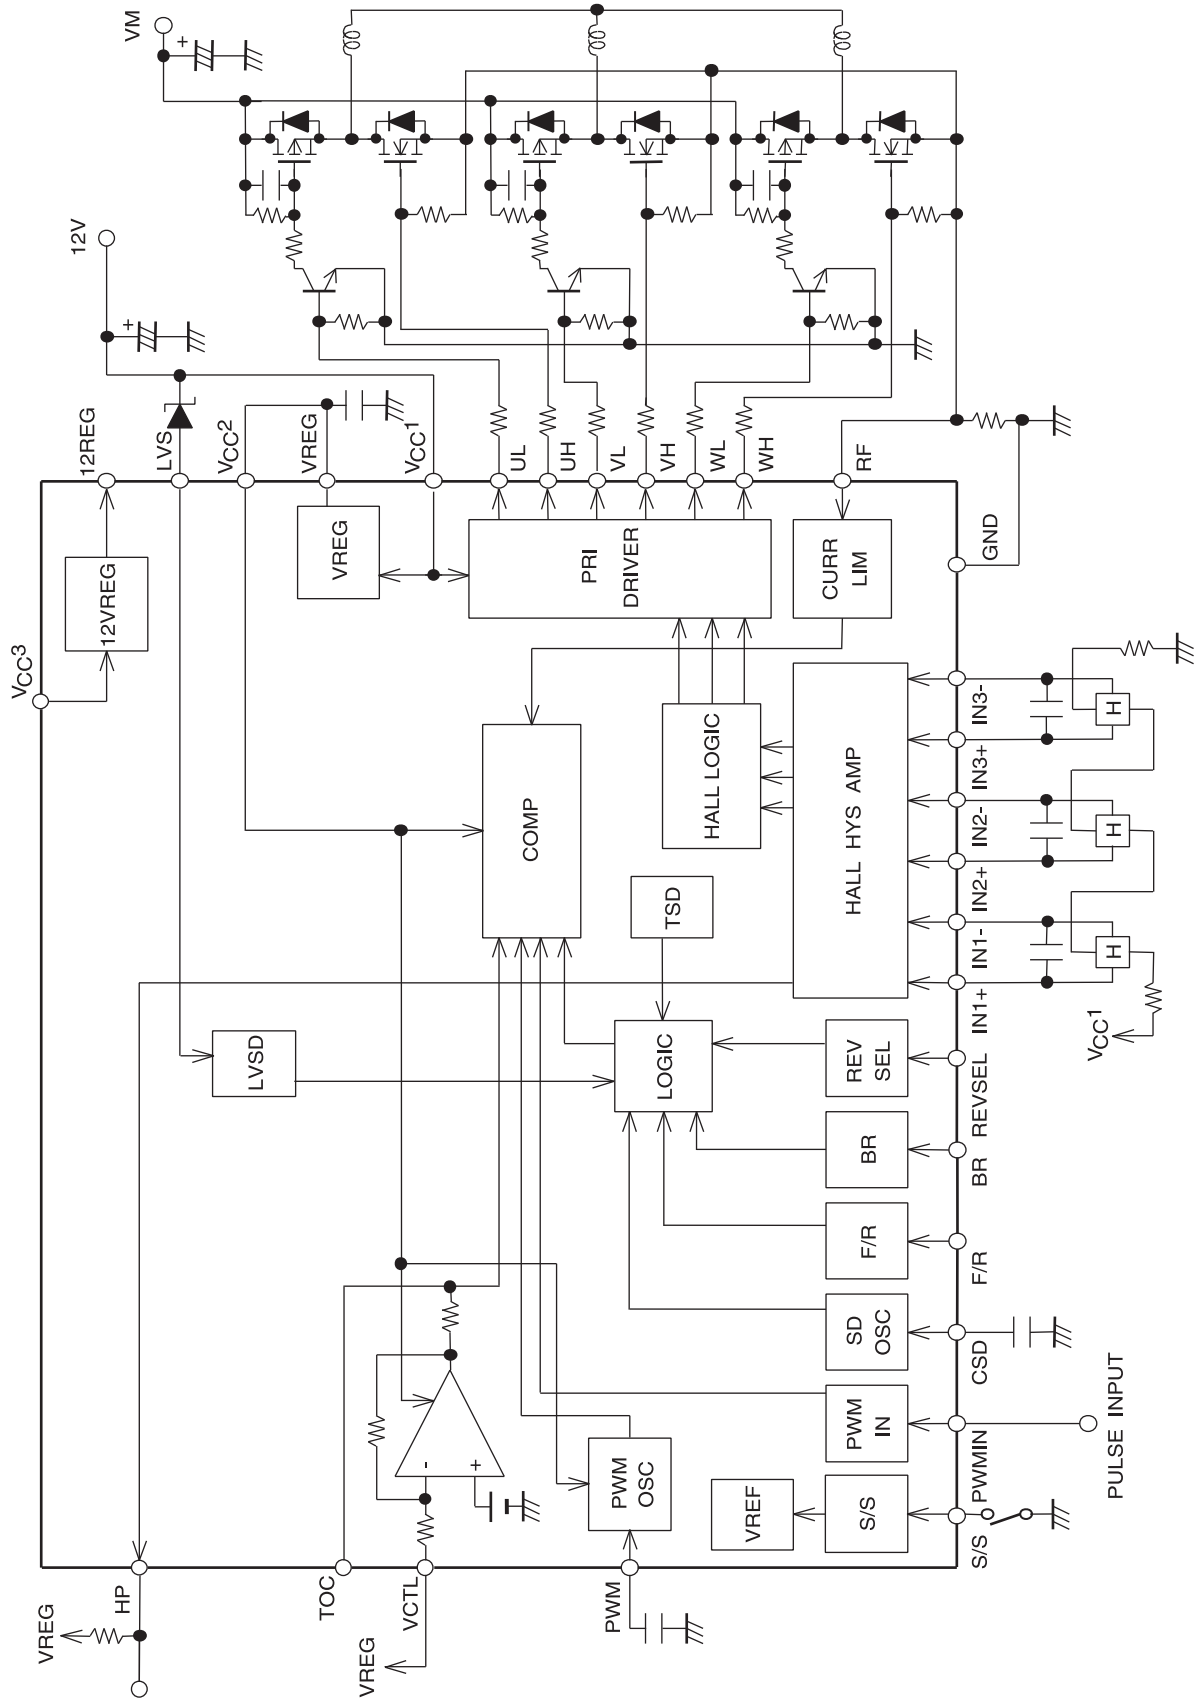 VREG
HP
TOC
VREG
VCTL
PWM
-
+
PWM
OSC
VREF
S/S
S/S
PWM
IN
PWMIN
PULSE INPUT
SD
OSC
CSD
F/R
F/R
BR
BR
REV
SEL
REVSEL
LVSD
LOGIC
TSD
COMP
HALL LOGIC
HALL HYS AMP
IN1+
IN1-
IN2+
IN2-
IN3+
IN3-
H
H
H
VCC1
VCC3
12VREG
VREG
PRI
DRIVER
CURR
LIM
GND
12REG
LVS
VCC2
VREG
VCC1
UL
UH
VL
VH
WL
WH
RF
12V
+
VM
+